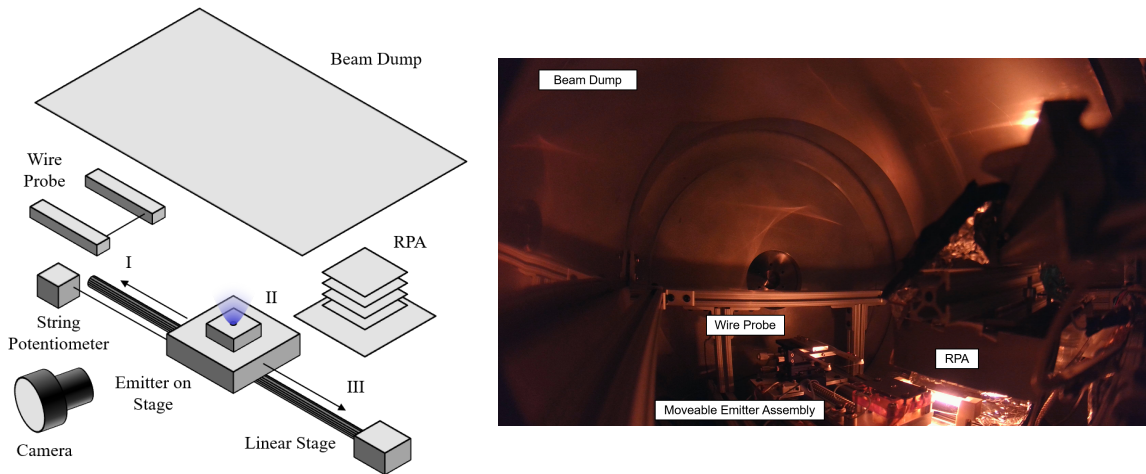 Beam Dump
Wire
Probe
RPA
I
II
String
Potentiometer
III
Emitter on
Stage
Linear Stage
Camera
Beam Dump
Wire Probe
RPA
Moveable Emitter Assembly